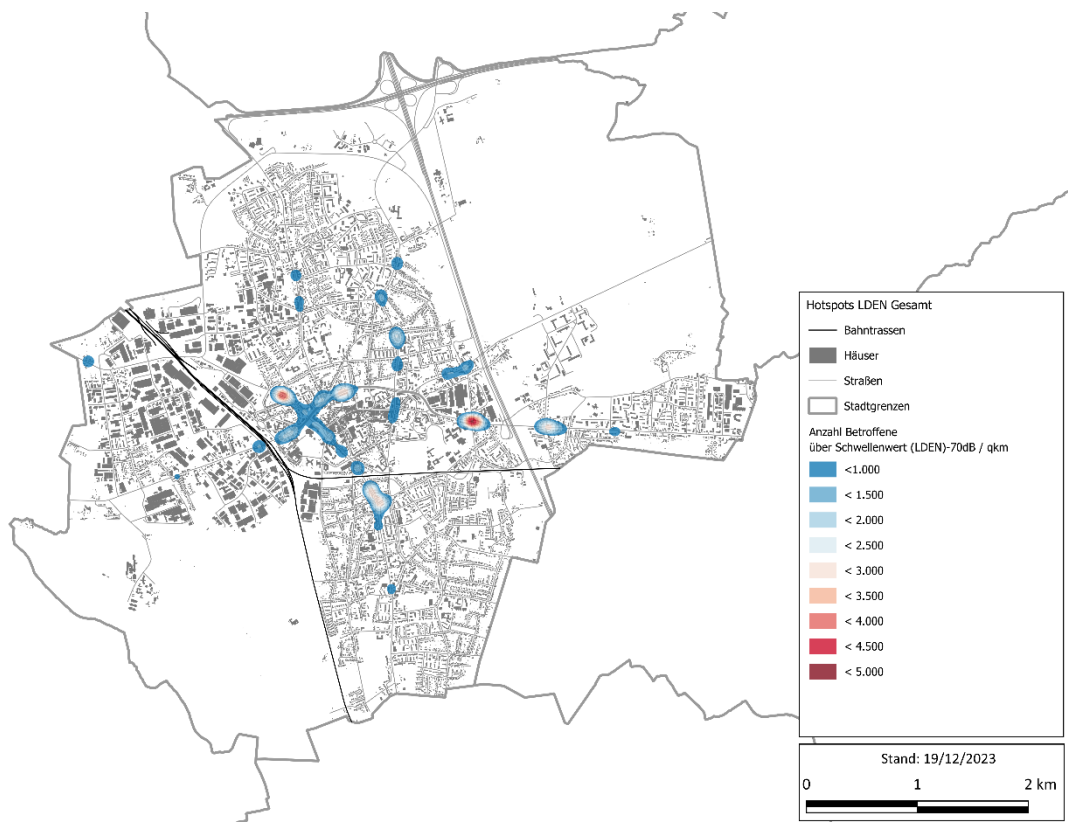 Hotspots LDEN Gesamt
Bahntrassen
Häuser
Straßen
Stadtgrenzen
Anzahl Betroffene
über Schwellenwert (LDEN)-70dB / qkm
<1.000
< 1.500
< 2.000
< 2.500
< 3.000
< 3.500
< 4.000
< 4.500
< 5.000
Stand: 19/12/2023
0 1 2 km